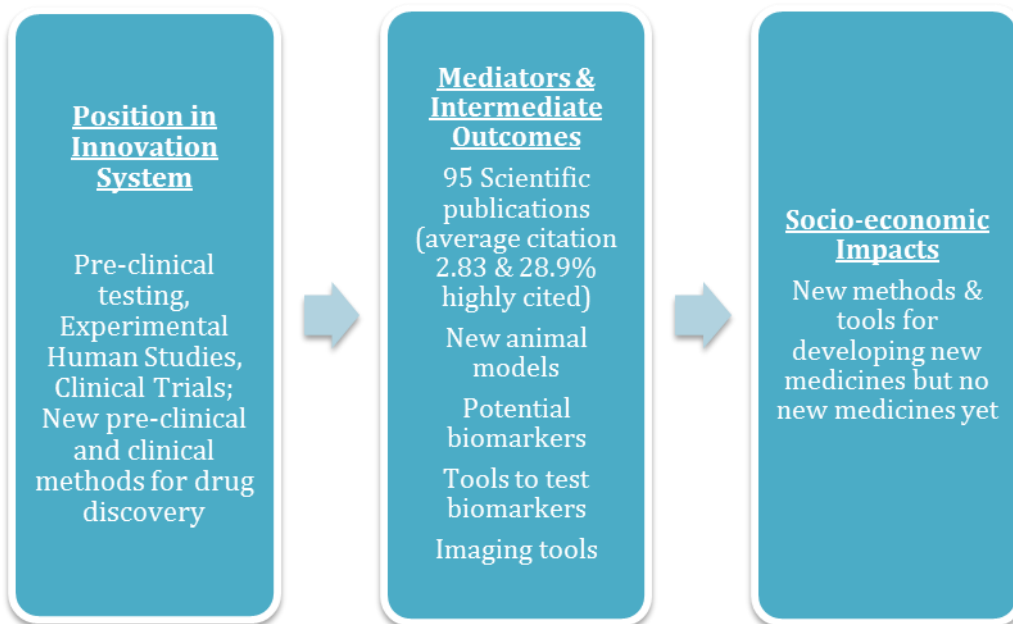 Position in
Innovation
System
Pre-clinical
testing,
Experimental
Human Studies,
Clinical Trials;
New pre-clinical
and clinical
methods for drug
discovery
Mediators &
Intermediate
Outcomes
95 Scientific
publications
(average citation
2.83 & 28.9%
highly cited)
New animal
models
Potential
biomarkers
Tools to test
biomarkers
Imaging tools
Socio-economic
Impacts
New methods &
tools for
developing new
medicines but no
new medicines yet